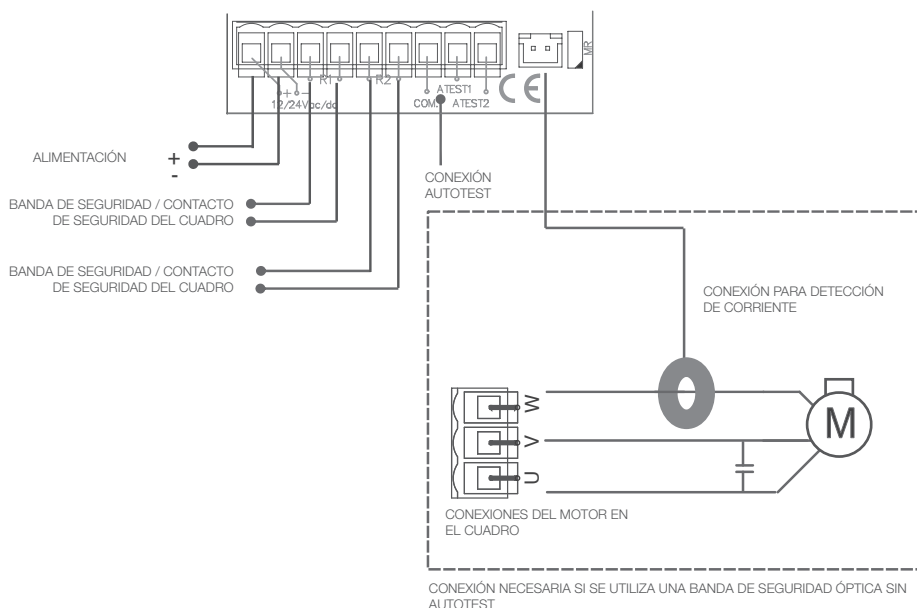 R1
R2
MR
+ -
12/24Vac/dc
COM.
ATEST1
ATEST2
CE
ALIMENTACIÓN
+
-
CONEXIÓN
AUTOTEST
BANDA DE SEGURIDAD / CONTACTO
DE SEGURIDAD DEL CUADRO
BANDA DE SEGURIDAD / CONTACTO
DE SEGURIDAD DEL CUADRO
CONEXIÓN PARA DETECCIÓN
DE CORRIENTE
W
V
U
M
CONEXIONES DEL MOTOR EN
EL CUADRO
CONEXIÓN NECESARIA SI SE UTILIZA UNA BANDA DE SEGURIDAD ÓPTICA SIN
AUTOTEST